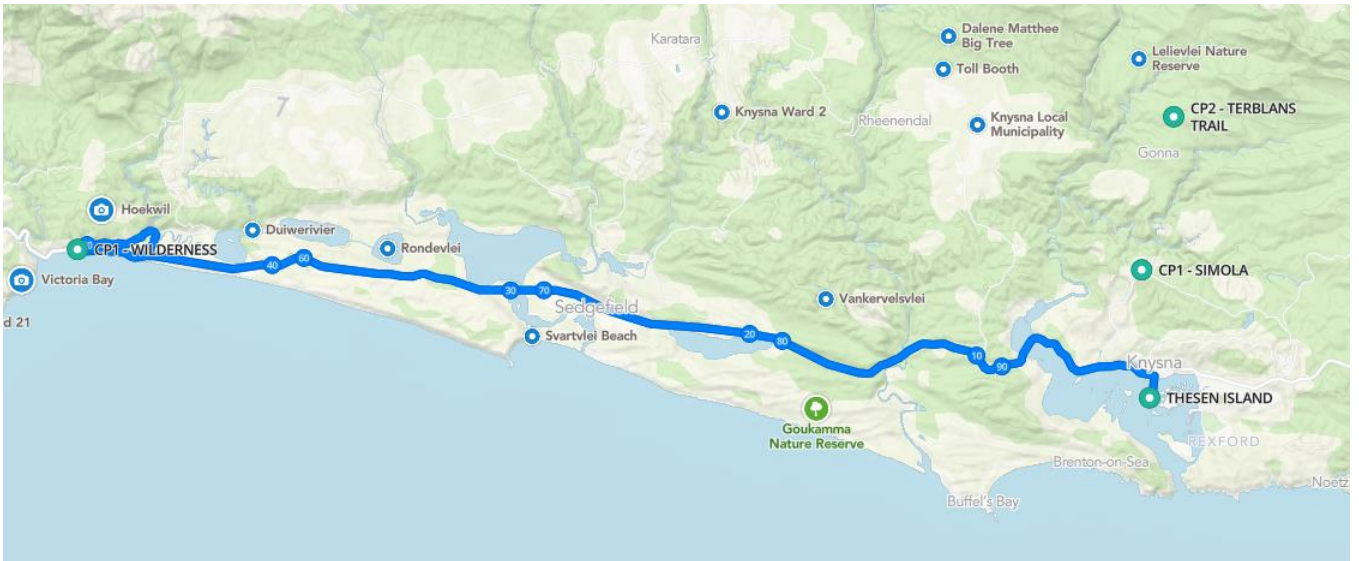 Karatara
Dalene Matthee
Big Tree
Toll Booth
Lelievlei Nature
Reserve
7
Knysna Ward 2
Rheenendal
Knysna Local
Municipality
CP2 - TERBLANS
TRAIL
Gonna
Hoekwil
Duiwerivier
CP1 - WILDERNESS
Rondevlei
Victoria Bay
40
60
CP1 - SIMOLA
30
70
Vankervelsvlei
Sedgefield
d 21
Svartvlei Beach
20
80
10
90
Knysna
THESEN ISLAND
Goukamma
Nature Reserve
REXFORD
Brenton-on-Sea
Buffel's Bay
Noetz